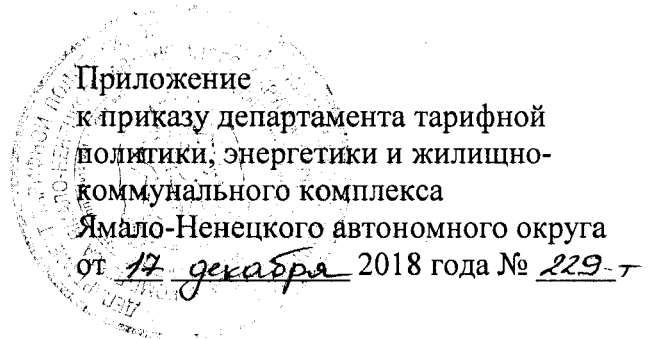 Приложение
к приказу департамента тарифной
политики, энергетики и жилищно-
коммунального комплекса
Ямало-Ненецкого автономного округа
от 17 декабря 2018 года № 229-т